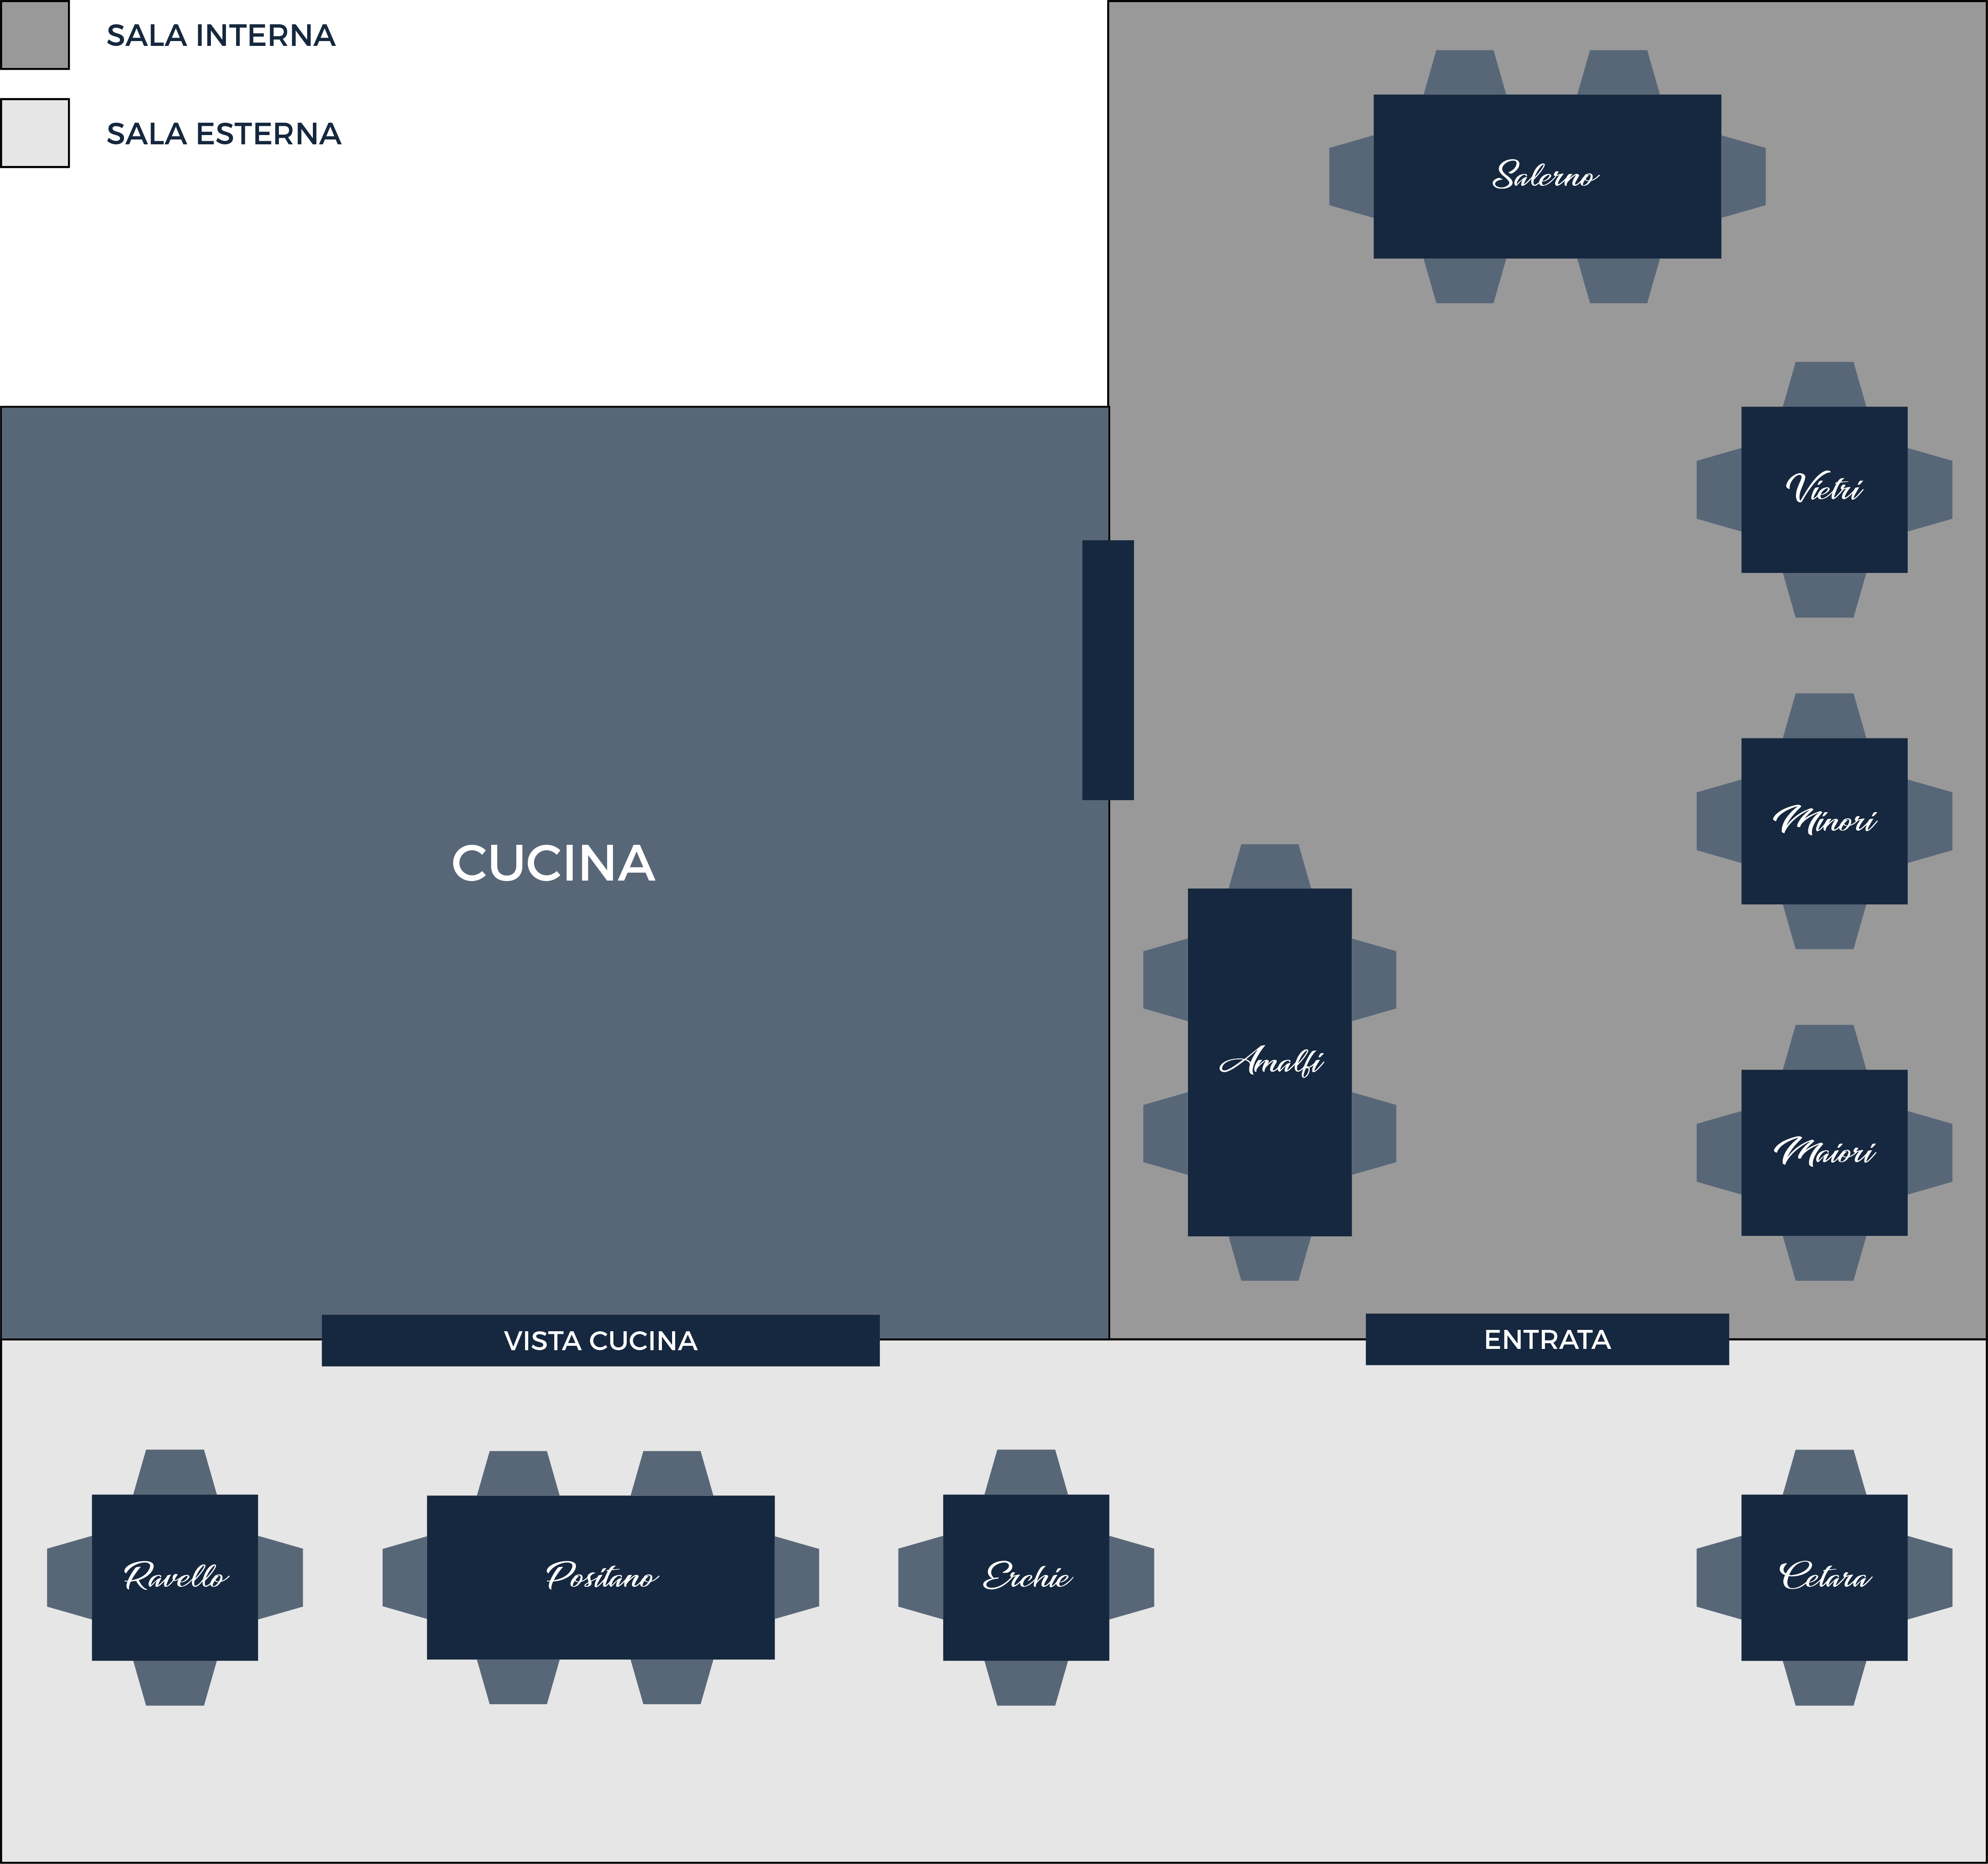 SALA INTERNA
SALA ESTERNA
Salerno
Vietri
Minori
CUCINA
Amalfi
Maiori
VISTA CUCINA
ENTRATA
Ravello
Positano
Erchie
Cetara